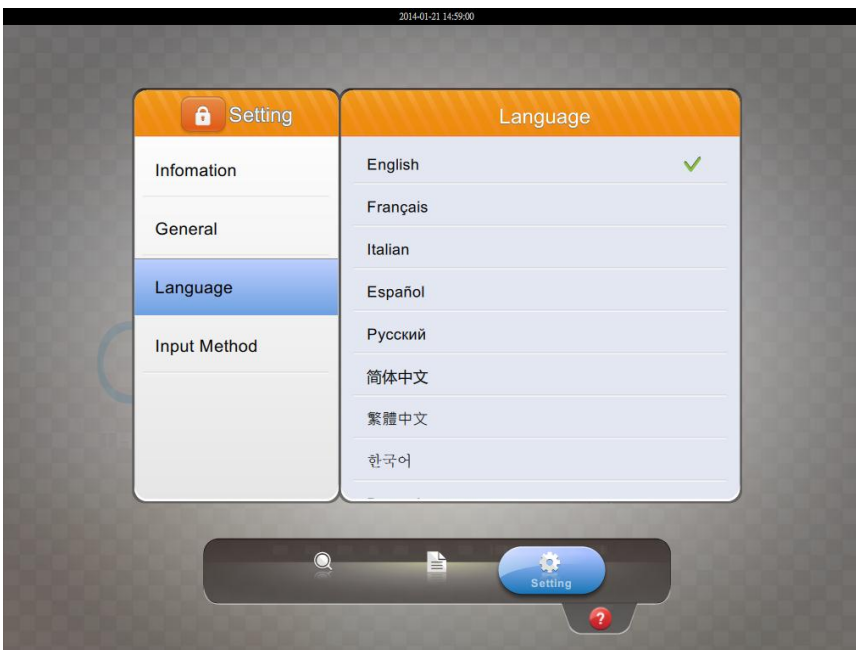 2014-01-21 14:59:00
Setting
Language
Infomation
General
Language
Input Method
English
Français
Italian
Español
Русский
简体中文
繁體中文
한국어
Setting
?